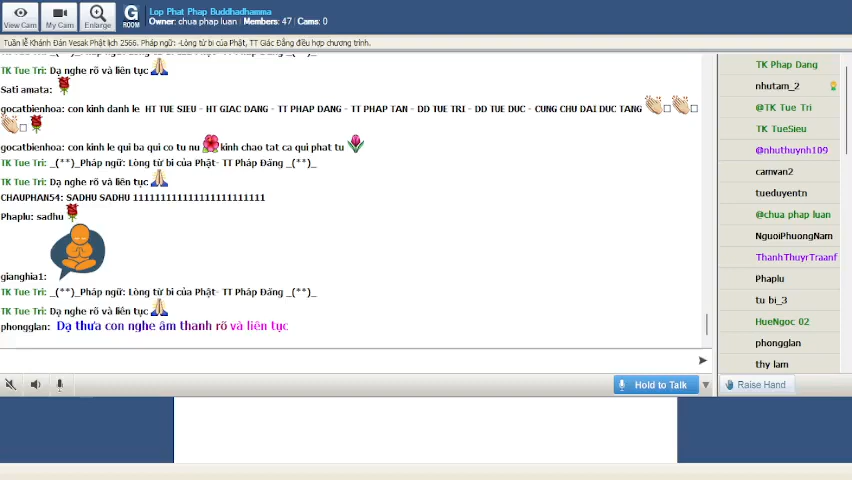 View Cam
My Cam
Enlarge
G
ROOM
Lop Phat Phap Buddhadhamma
Owner: chua phap luan | Members: 47 | Cams: 0
Tuần lễ Khánh Đản Vesak Phật lịch 2566. Pháp ngữ: -Lòng từ bi của Phật, TT Giác Đẳng điều hợp chương trình.
TK Tue Tri: Dạ nghe rõ và liên tục
Sati amata:
gocatbienhoa: con kinh danh le HT TUE SIEU - HT GIAC DANG - TT PHAP DANG - TT PHAP TAN - DD TUE TRI - DD TUE DUC - CUNG CHU DAI DUC TANG
gocatbienhoa: con kinh le qui ba qui co tu nu kinh chao tat ca qui phat tu
TK Tue Tri: _(**)_Pháp ngữ: Lòng từ bi của Phật- TT Pháp Đăng _(**)_
TK Tue Tri: Dạ nghe rõ và liên tục
CHAUPHAN54: SADHU SADHU 11111111111111111111111
Phaplu: sadhu
gianghia1:
TK Tue Tri: _(**)_Pháp ngữ: Lòng từ bi của Phật- TT Pháp Đăng _(**)_
TK Tue Tri: Dạ nghe rõ và liên tục
phongglan: Dạ thưa con nghe âm thanh rõ và liên tục
Hold to Talk
TK Phap Dang
nhutam_2
@TK Tue Tri
TK TueSieu
@nhuthuynh109
camvan2
tueduyentn
@chua phap luan
NguoiPhuongNam
ThanhThuyrTraanf
Phaplu
tu bi_3
HueNgoc 02
phongglan
thy lam
Raise Hand